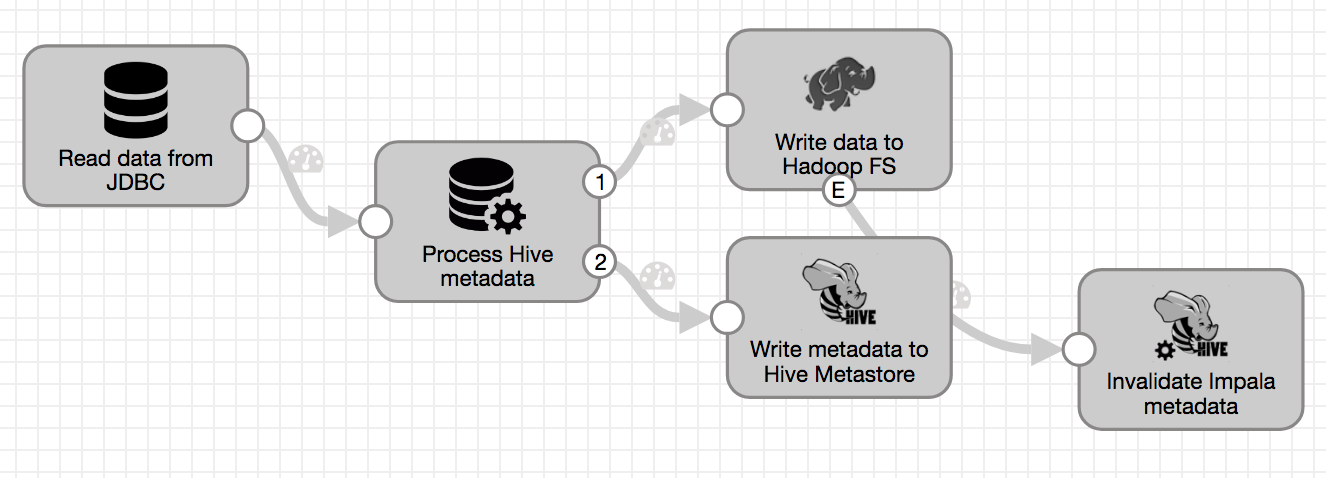 Read data from
JDBC
Process Hive
metadata
1
2
Write data to
Hadoop FS
E
HIVE
Write metadata to
Hive Metastore
HIVE
Invalidate Impala
metadata